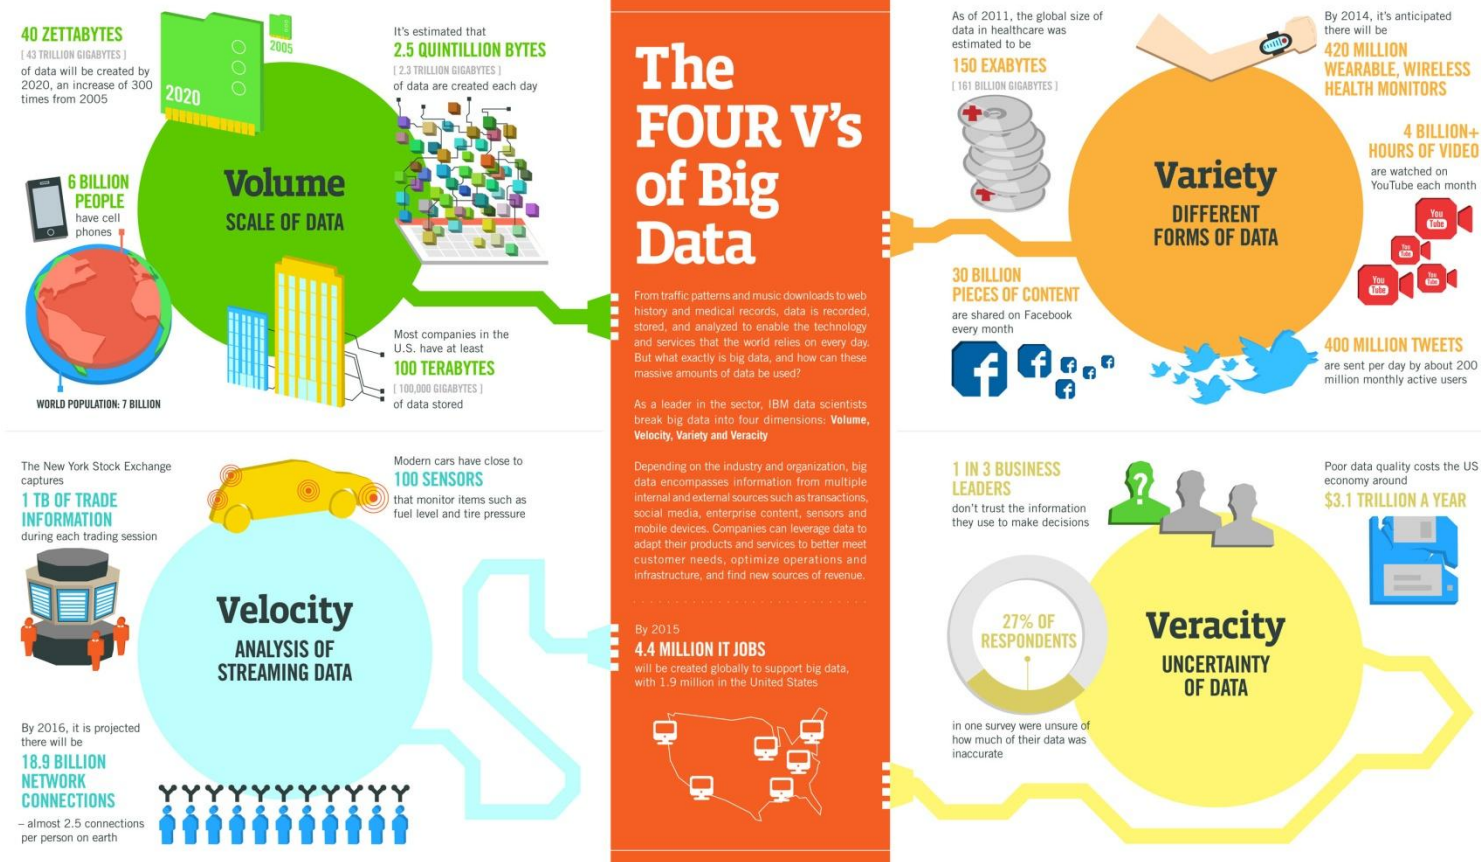 40 ZETTABYTES
[ 43 TRILLION GIGABYTES ]
of data will be created by
2020, an increase of 300
times from 2005
2020
2005
It's estimated that
2.5 QUINTILLION BYTES
[ 2.3 TRILLION GIGABYTES ]
of data are created each day
6 BILLION
PEOPLE
have cell
phones
WORLD POPULATION: 7 BILLION
Volume
SCALE OF DATA
Most companies in the
U.S. have at least
100 TERABYTES
[ 100,000 GIGABYTES ]
of data stored
The New York Stock Exchange
captures
1 TB OF TRADE
INFORMATION
during each trading session
Modern cars have close to
100 SENSORS
that monitor items such as
fuel level and tire pressure
Velocity
ANALYSIS OF
STREAMING DATA
By 2016, it is projected
there will be
18.9 BILLION
NETWORK
CONNECTIONS
– almost 2.5 connections
per person on earth
The
FOUR V's
of Big
Data
From traffic patterns and music downloads to web
history and medical records, data is recorded,
stored, and analyzed to enable the technology
and services that the world relies on every day.
But what exactly is big data, and how can these
massive amounts of data be used?
As a leader in the sector, IBM data scientists
break big data into four dimensions: Volume,
Velocity, Variety and Veracity
Depending on the industry and organization, big
data encompasses information from multiple
internal and external sources such as transactions,
social media, enterprise content, sensors and
mobile devices. Companies can leverage data to
adapt their products and services to better meet
customer needs, optimize operations and
infrastructure, and find new sources of revenue.
By 2015
4.4 MILLION IT JOBS
will be created globally to support big data,
with 1.9 million in the United States
As of 2011, the global size of
data in healthcare was
estimated to be
150 EXABYTES
[ 161 BILLION GIGABYTES ]
By 2014, it's anticipated
there will be
420 MILLION
WEARABLE, WIRELESS
HEALTH MONITORS
4 BILLION+
HOURS OF VIDEO
are watched on
YouTube each month
You
Tube
You
Tube
You
Tube
You
Tube
Variety
DIFFERENT
FORMS OF DATA
30 BILLION
PIECES OF CONTENT
are shared on Facebook
every month
f
f
f
f
f
f
400 MILLION TWEETS
are sent per day by about 200
million monthly active users
1 IN 3 BUSINESS
LEADERS
don't trust the information
they use to make decisions
?
Poor data quality costs the US
economy around
$3.1 TRILLION A YEAR
27% OF
RESPONDENTS
in one survey were unsure of
how much of their data was
inaccurate
Veracity
UNCERTAINTY
OF DATA